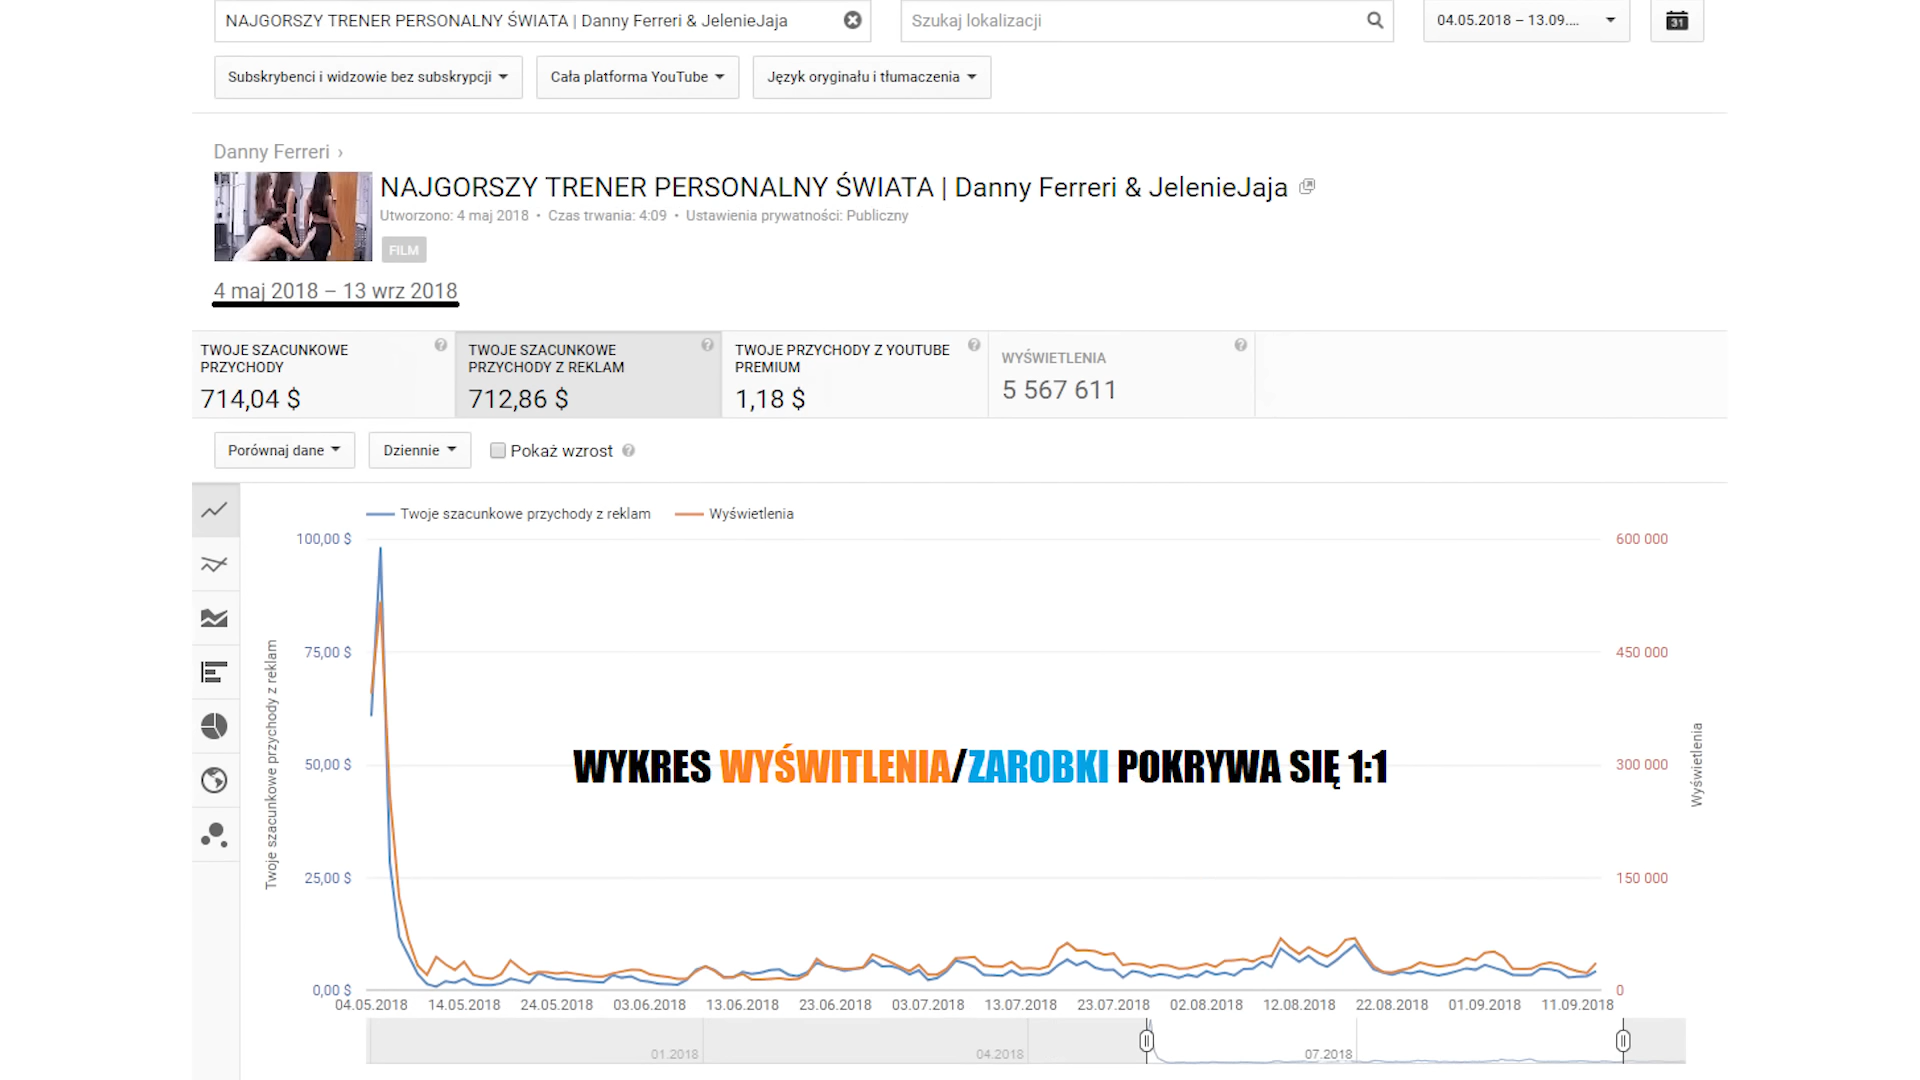 NAJGORSZY TRENER PERSONALNY ŚWIATA | Danny Ferreri & JelenieJaja
Szukaj lokalizacji
04.05.2018 – 13.09....
31
Subskrybenci i widzowie bez subskrypcji
Cała platforma YouTube
Język oryginału i tłumaczenia
Danny Ferreri ›
NAJGORSZY TRENER PERSONALNY ŚWIATA | Danny Ferreri & JelenieJaja
Utworzono: 4 maj 2018 • Czas trwania: 4:09 • Ustawienia prywatności: Publiczny
FILM
4 maj 2018 – 13 wrz 2018
TWOJE SZACUNKOWE
PRZYCHODY
?
714,04 $
TWOJE SZACUNKOWE
PRZYCHODY Z REKLAM
?
712,86 $
TWOJE PRZYCHODY Z YOUTUBE
PREMIUM
?
1,18 $
WYŚWIETLENIA
?
5 567 611
Porównaj dane
Dziennie
Pokaż wzrost ?
Twoje szacunkowe przychody z reklam
Wyświetlenia
100,00 $
75,00 $
50,00 $
25,00 $
0,00 $
Twoje szacunkowe przychody z reklam
600 000
450 000
300 000
150 000
0
Wyświetlenia
WYKRES WYŚWITLENIA/ZAROBKI POKRYWA SIĘ 1:1
04.05.2018 14.05.2018 24.05.2018 03.06.2018 13.06.2018 23.06.2018 03.07.2018 13.07.2018 23.07.2018 02.08.2018 12.08.2018 22.08.2018 01.09.2018 11.09.2018
01.2018 04.2018 07.2018